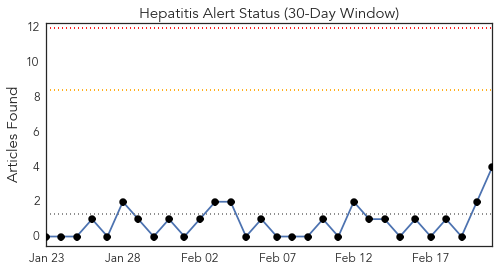 Hepatitis Alert Status (30-Day Window)
Articles Found
12
10
8
6
4
2
0
Jan 23 Jan 28 Feb 02 Feb 07 Feb 12 Feb 17